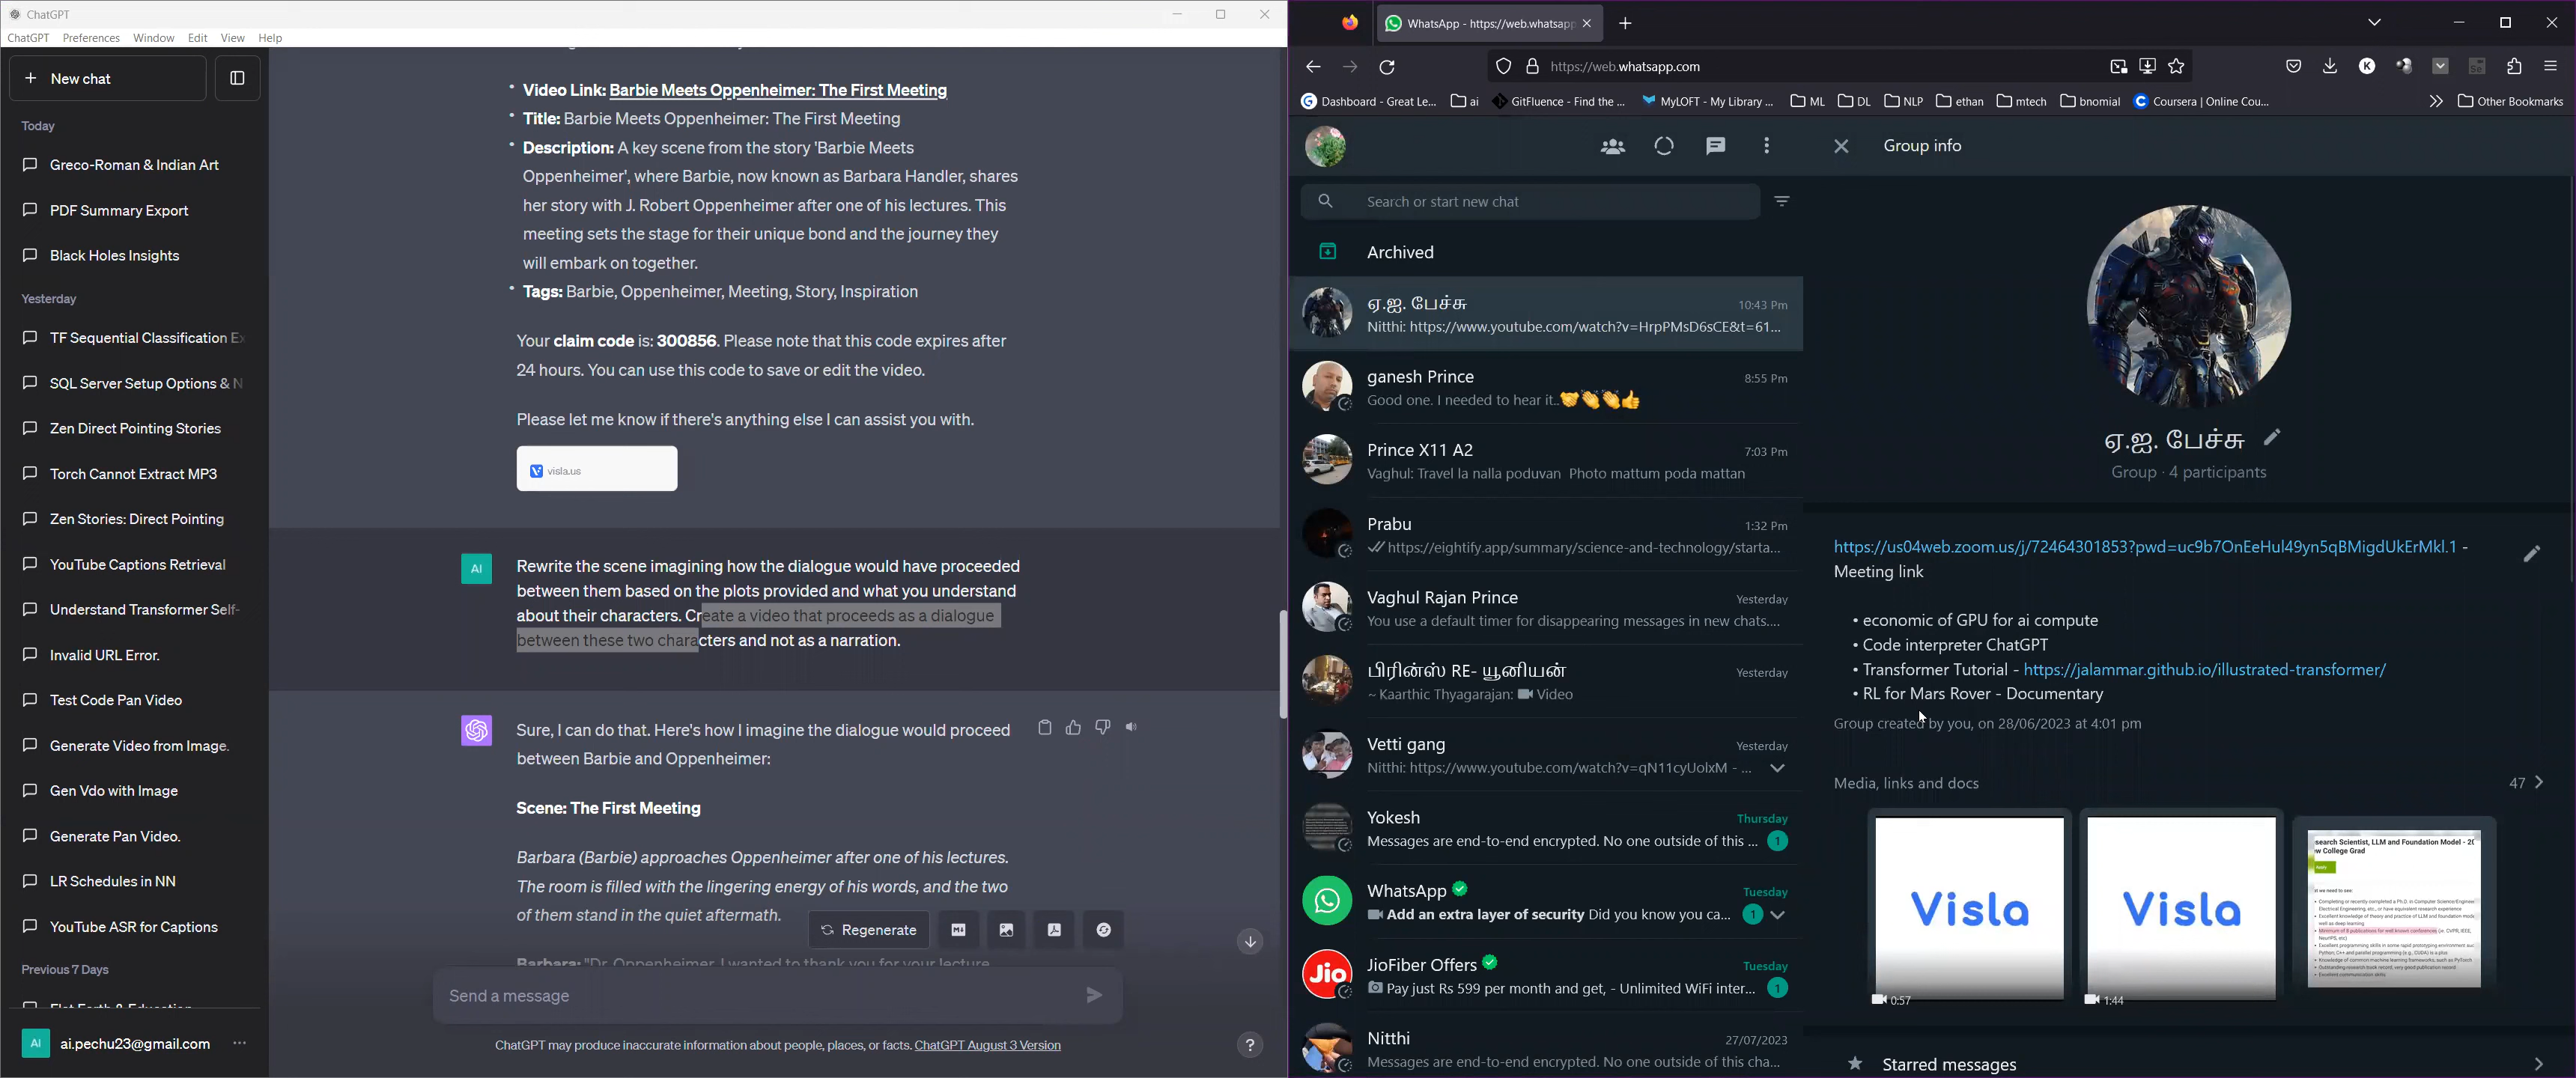 ChatGPT
ChatGPT Preferences Window Edit View Help
+ New chat
Today
Greco-Roman & Indian Art
PDF Summary Export
Black Holes Insights
Yesterday
TF Sequential Classification Ex
SQL Server Setup Options & N
Zen Direct Pointing Stories
Torch Cannot Extract MP3
Zen Stories: Direct Pointing
YouTube Captions Retrieval
Understand Transformer Self-
Invalid URL Error.
Test Code Pan Video
Generate Video from Image.
Gen Vdo with Image
Generate Pan Video.
LR Schedules in NN
YouTube ASR for Captions
Previous 7 Days
AI ai.pechu23@gmail.com ...
• Video Link: Barbie Meets Oppenheimer: The First Meeting
• Title: Barbie Meets Oppenheimer: The First Meeting
• Description: A key scene from the story 'Barbie Meets
Oppenheimer', where Barbie, now known as Barbara Handler, shares
her story with J. Robert Oppenheimer after one of his lectures. This
meeting sets the stage for their unique bond and the journey they
will embark on together.
• Tags: Barbie, Oppenheimer, Meeting, Story, Inspiration
Your claim code is: 300856. Please note that this code expires after
24 hours. You can use this code to save or edit the video.
Please let me know if there's anything else I can assist you with.
visla.us
AI
Rewrite the scene imagining how the dialogue would have proceeded
between them based on the plots provided and what you understand
about their characters. Create a video that proceeds as a dialogue
between these two characters and not as a narration.
Sure, I can do that. Here's how I imagine the dialogue would proceed
between Barbie and Oppenheimer:
Scene: The First Meeting
Barbara (Barbie) approaches Oppenheimer after one of his lectures.
The room is filled with the lingering energy of his words, and the two
of them stand in the quiet aftermath.
Regenerate
Barbara: "Dr. Oppenheimer, I wanted to thank you for your lecture
Send a message
ChatGPT may produce inaccurate information about people, places, or facts. ChatGPT August 3 Version
?
WhatsApp - https://web.whatsapp
https://web.whatsapp.com
Dashboard - Great Le... ai GitFluence - Find the ... MyLOFT - My Library ... ML DL NLP ethan mtech bnomial Coursera | Online Cou... Other Bookmarks
Search or start new chat
Archived
ஏ.ஐ. பேச்சு 10:43 Pm
Nitthi: https://www.youtube.com/watch?v=HrpPMsD6sCE&t=61...
ganesh Prince 8:55 Pm
Good one. I needed to hear it..🤝👏👏👍
Prince X11 A2 7:03 Pm
Vaghul: Travel la nalla poduvan Photo mattum poda mattan
Prabu 1:32 Pm
https://eightify.app/summary/science-and-technology/starta...
Vaghul Rajan Prince Yesterday
You use a default timer for disappearing messages in new chats....
பிரின்ஸ் RE- யூனியன் Yesterday
~ Kaarthic Thyagarajan: Video
Vetti gang Yesterday
Nitthi: https://www.youtube.com/watch?v=qN11cyUolxM - ...
Yokesh Thursday
Messages are end-to-end encrypted. No one outside of this ... 1
WhatsApp Tuesday
Add an extra layer of security Did you know you ca... 1
JioFiber Offers Tuesday
Jio
Pay just Rs 599 per month and get, - Unlimited WiFi inter... 1
Nitthi 27/07/2023
Messages are end-to-end encrypted. No one outside of this cha...
Group info
ஏ.ஐ. பேச்சு
Group · 4 participants
https://us04web.zoom.us/j/72464301853?pwd=uc9b7OnEeHul49yn5qBMigdUkErMkl.1 -
Meeting link
• economic of GPU for ai compute
• Code interpreter ChatGPT
• Transformer Tutorial - https://jalammar.github.io/illustrated-transformer/
• RL for Mars Rover - Documentary
Group created by you, on 28/06/2023 at 4:01 pm
Media, links and docs 47
Visla
0:57
Visla
1:44
Starred messages